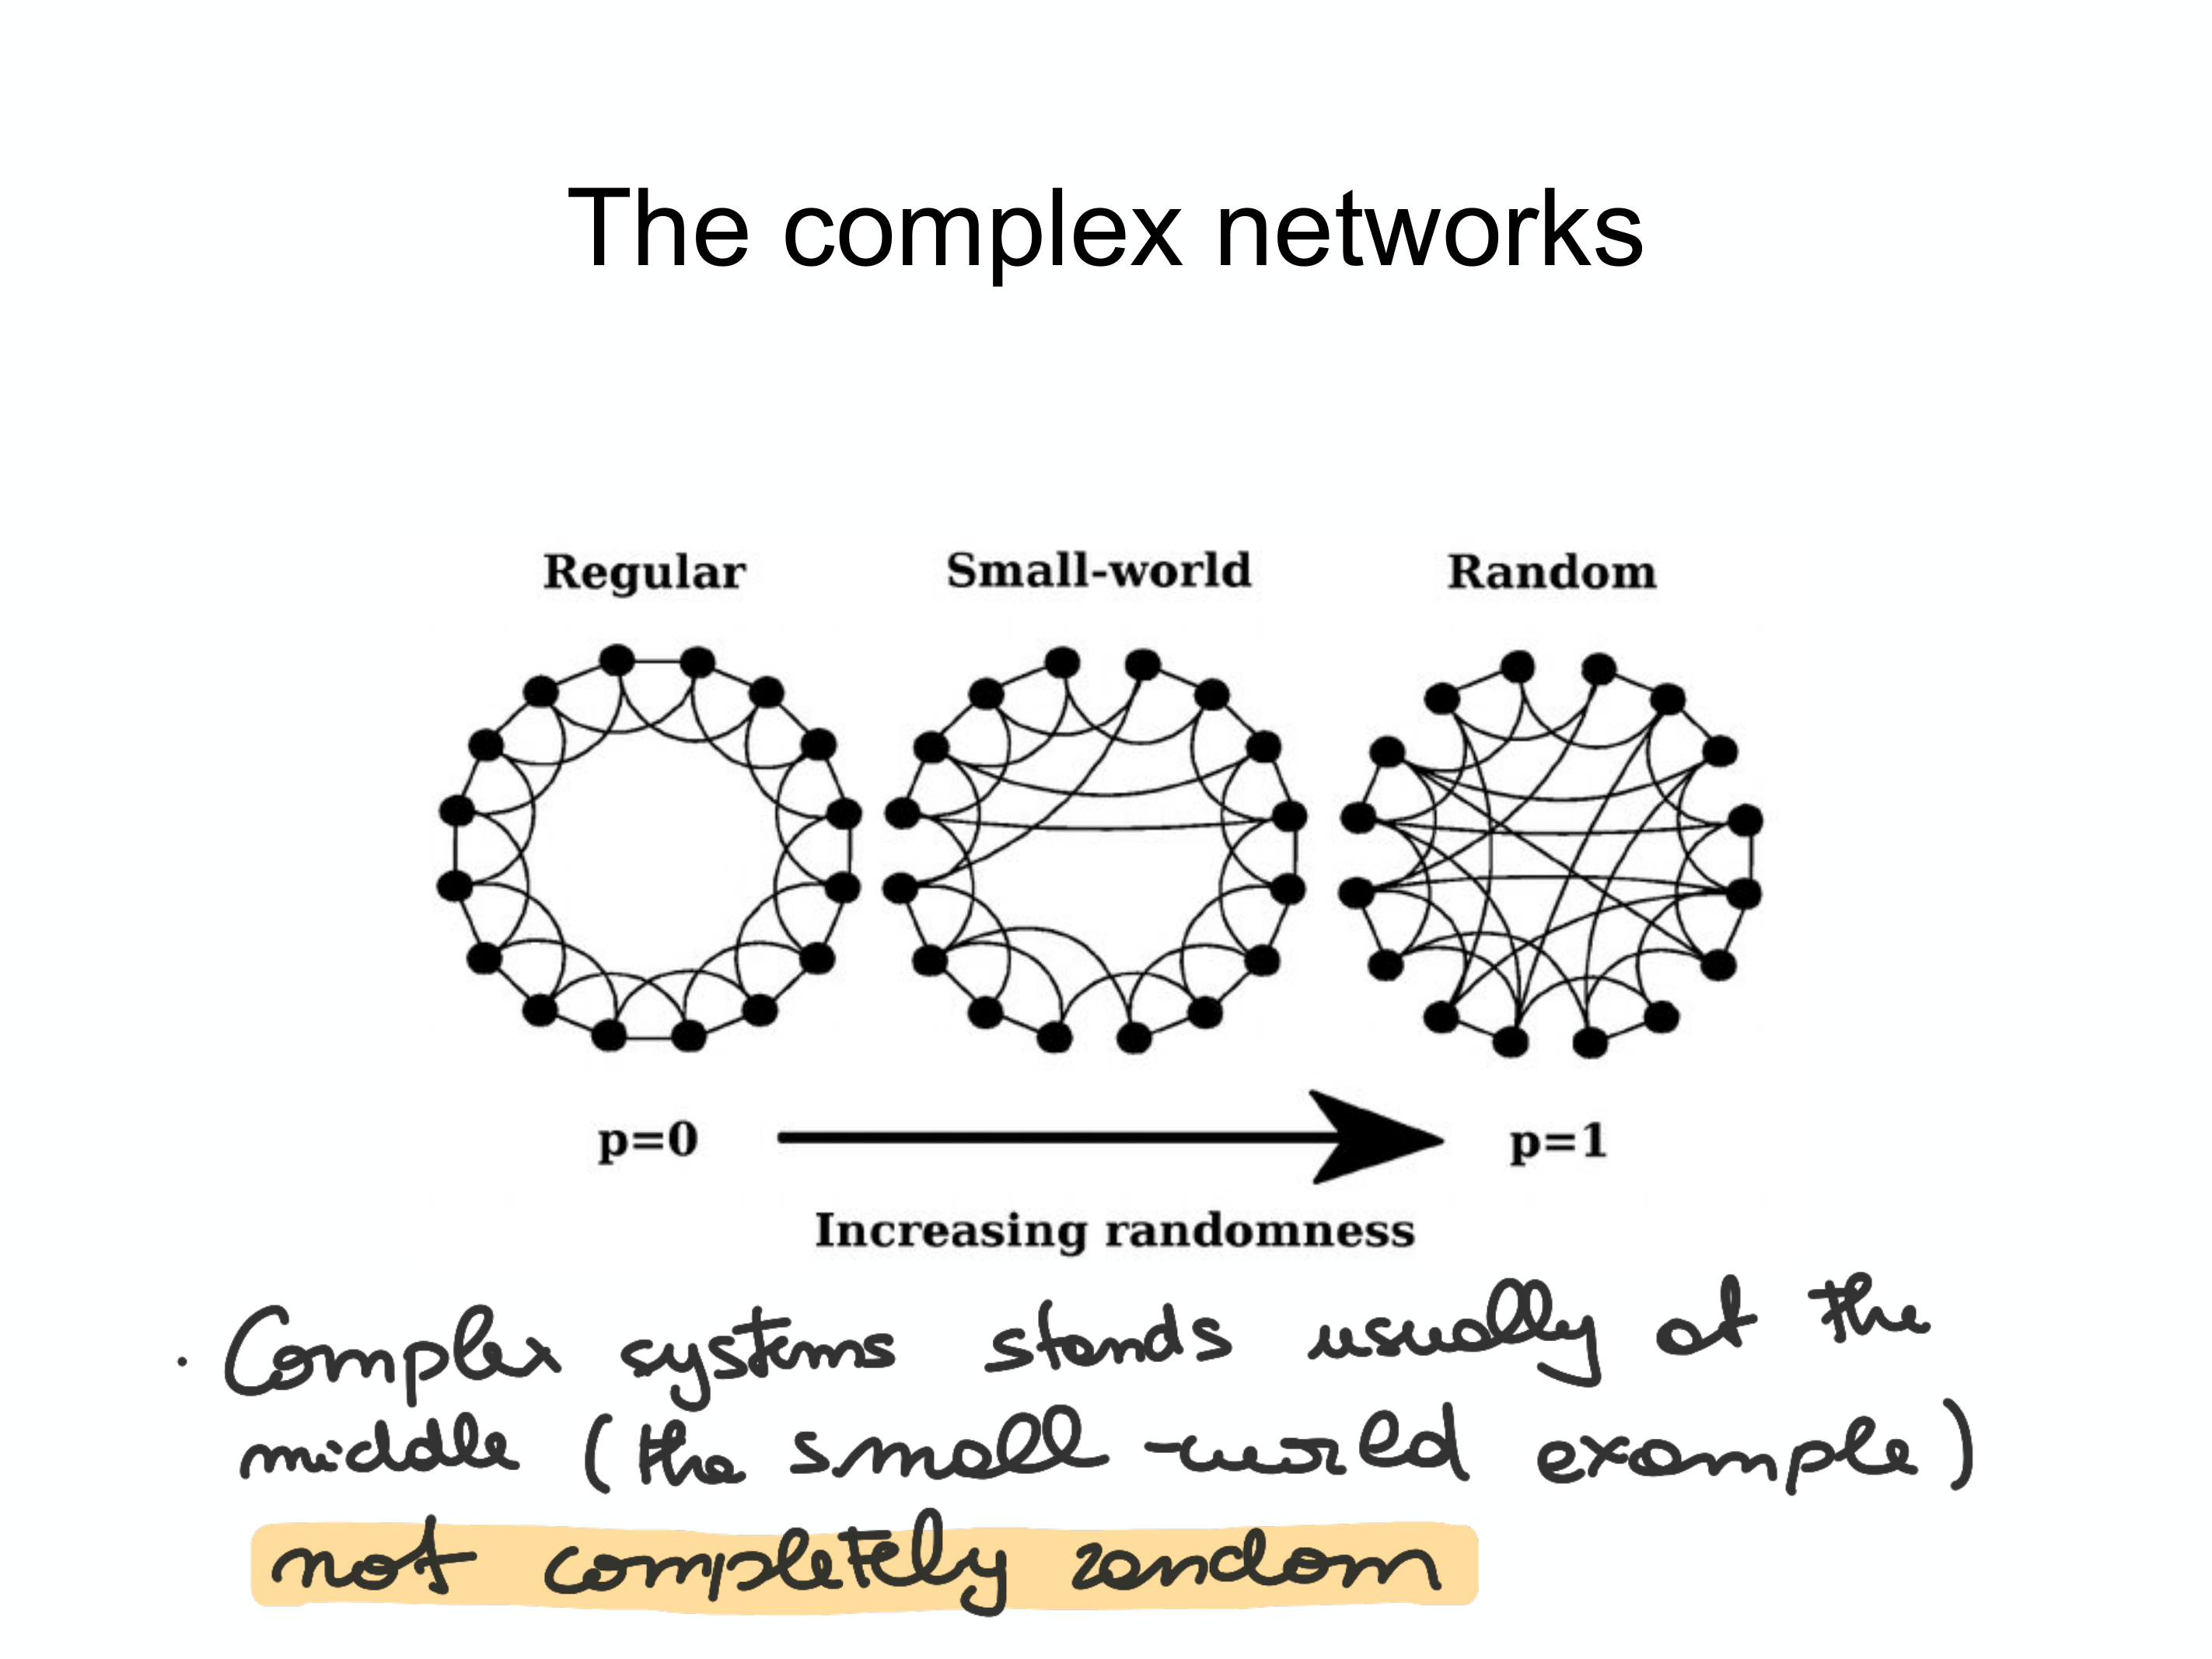 The complex networks
Regular Small-world Random
p=0 p=1
Increasing randomness
· Complex systems stands usually at the
middle (the small-world example)
not completely random